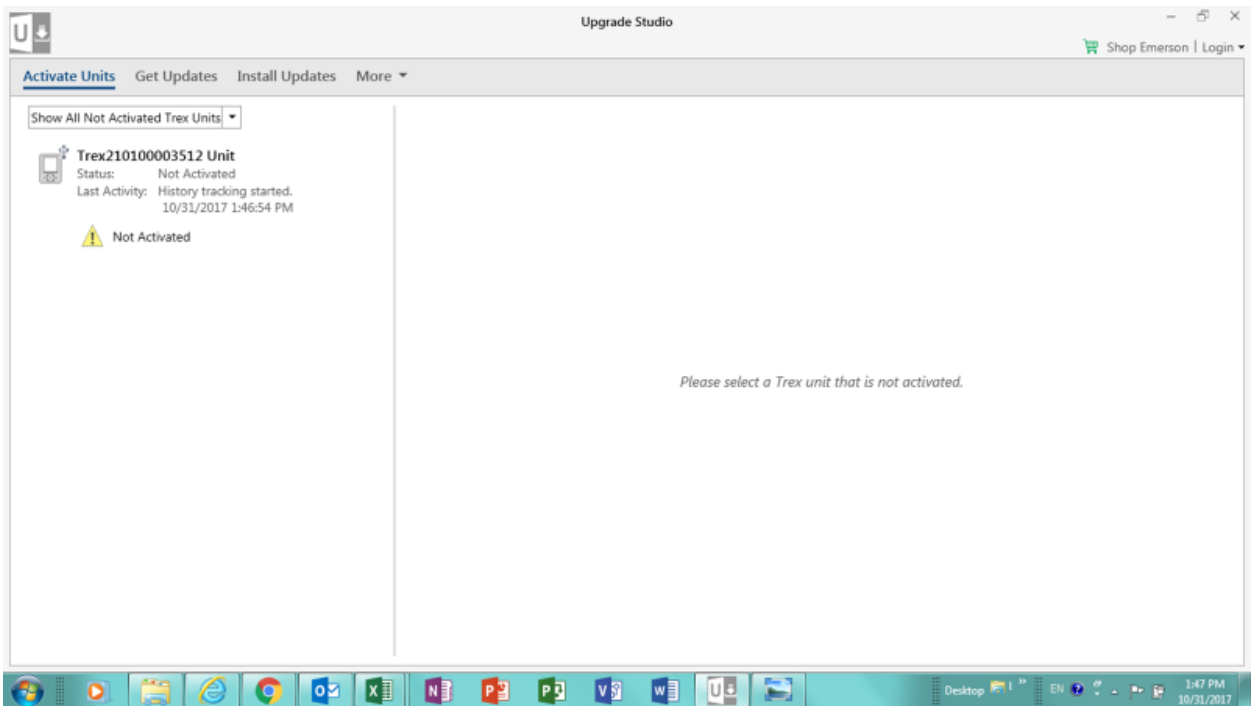 Upgrade Studio
Shop Emerson | Login
Activate Units Get Updates Install Updates More
Show All Not Activated Trex Units
Trex210100003512 Unit
Status: Not Activated
Last Activity: History tracking started.
10/31/2017 1:46:54 PM
Not Activated
Please select a Trex unit that is not activated.
Desktop EN 1:47 PM
10/31/2017